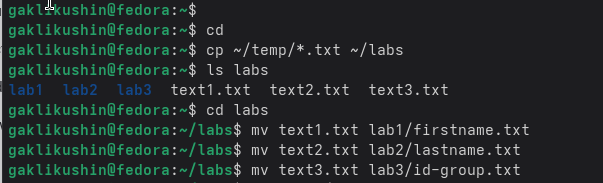 gaklikushin@fedora:~$
gaklikushin@fedora:~$ cd
gaklikushin@fedora:~$ cp ~/temp/*.txt ~/labs
gaklikushin@fedora:~$ ls labs
lab1  lab2  lab3  text1.txt  text2.txt  text3.txt
gaklikushin@fedora:~$ cd labs
gaklikushin@fedora:~/labs$ mv text1.txt lab1/firstname.txt
gaklikushin@fedora:~/labs$ mv text2.txt lab2/lastname.txt
gaklikushin@fedora:~/labs$ mv text3.txt lab3/id-group.txt